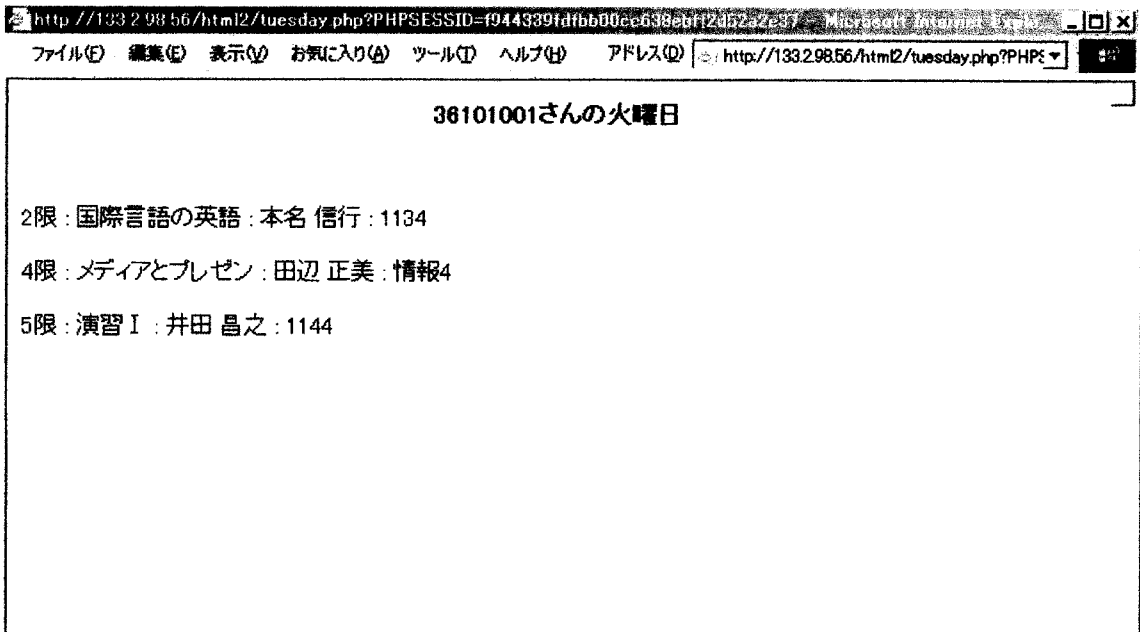 http://133.2.98.56/html2/tuesday.php?PHPSESSID=f944339fdfbb00cc638ebff2d52a2e37 - Microsoft Internet Explo
ファイル(F) 編集(E) 表示(V) お気に入り(A) ツール(T) ヘルプ(H) アドレス(D) http://133.2.98.56/html2/tuesday.php?PHPS
36101001さんの火曜日
2限 : 国際言語の英語 : 本名 信行 : 1134
4限 : メディアとプレゼン : 田辺 正美 : 情報4
5限 : 演習Ⅰ : 井田 昌之 : 1144